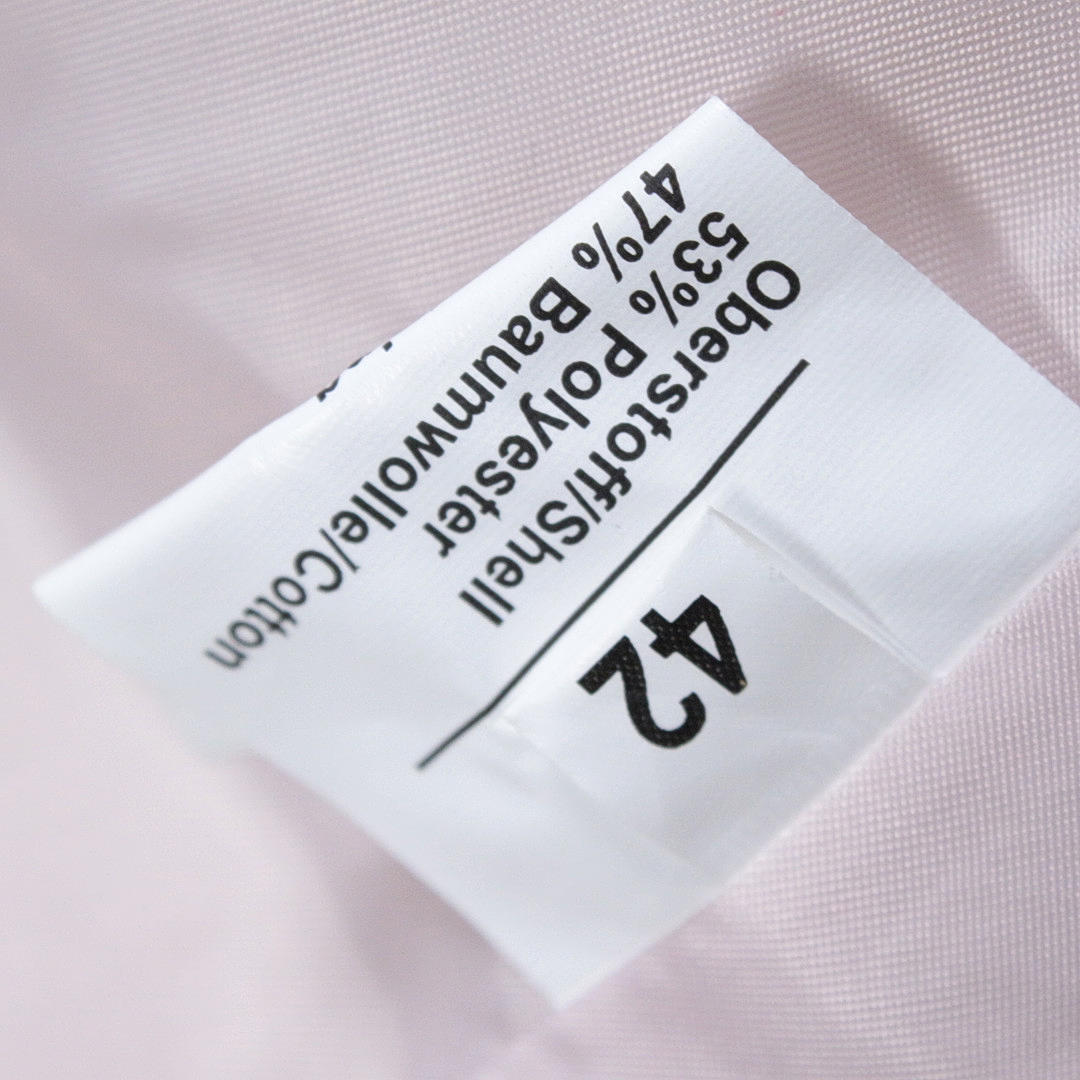 42
Oberstoff/Shell
53% Polyester
47% Baumwolle/Cotton